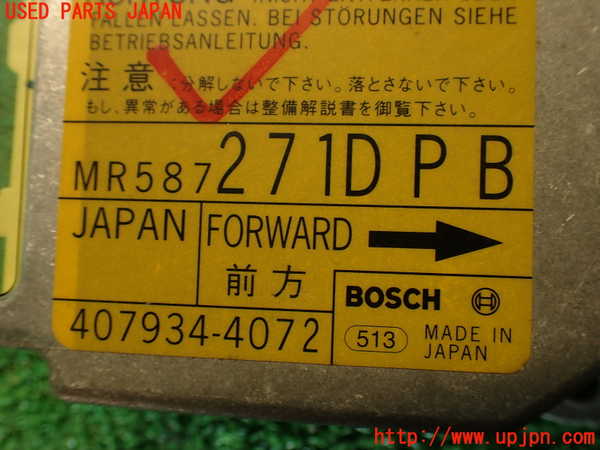 USED PARTS JAPAN
FALLEN LASSEN. BEI STÖRUNGEN SIEHE
BETRIEBSANLEITUNG.
注意:分解しないで下さい。落とさないで下さい。
もし、異常がある場合は整備解説書を御覧下さい。
MR587271DPB
JAPAN FORWARD
前方
BOSCH
407934-4072
513 MADE IN
JAPAN
http://www.upjpn.com/